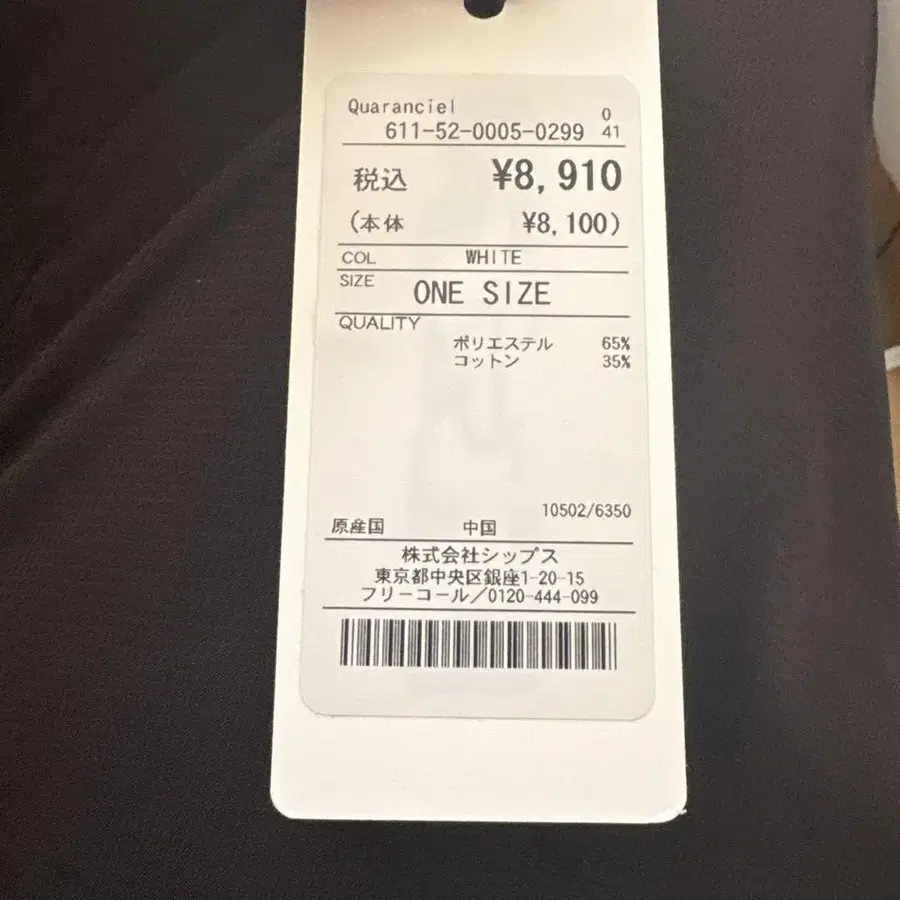 Quaranciel
0
611-52-0005-0299 41
税込 ¥8,910
(本体 ¥8,100)
COL WHITE
SIZE ONE SIZE
QUALITY
ポリエステル 65%
コットン 35%
10502/6350
原産国 中国
株式会社シップス
東京都中央区銀座1-20-15
フリーコール/0120-444-099